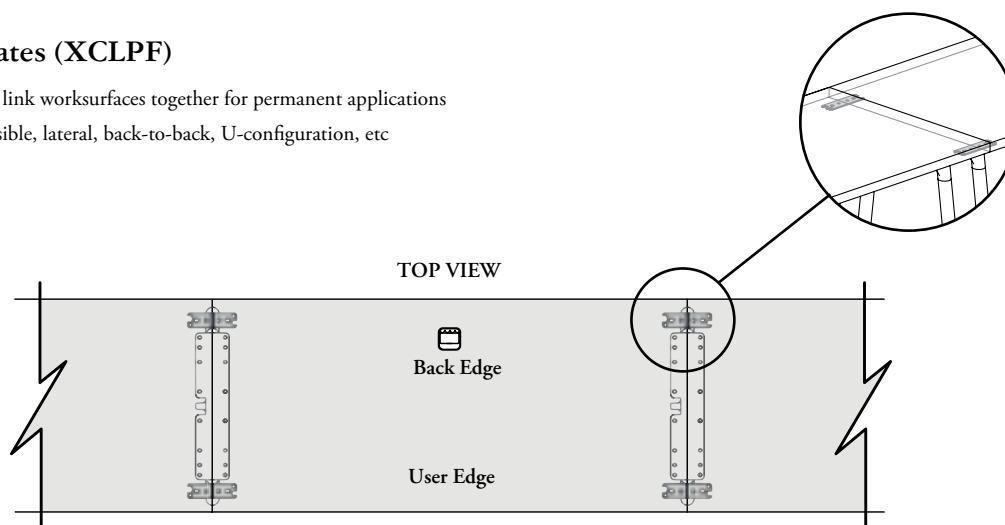 ates (XCLPF)
link worksurfaces together for permanent applications
sible, lateral, back-to-back, U-configuration, etc
TOP VIEW
Back Edge
User Edge